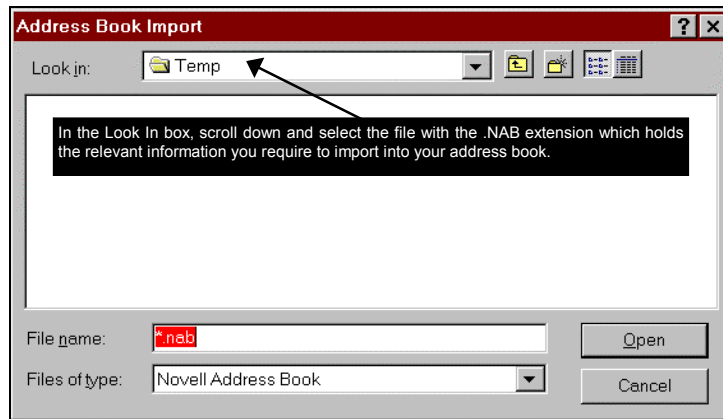 Address Book Import
Look in: Temp
In the Look In box, scroll down and select the file with the .NAB extension which holds
the relevant information you require to import into your address book.
File name: *.nab Open
Files of type: Novell Address Book Cancel